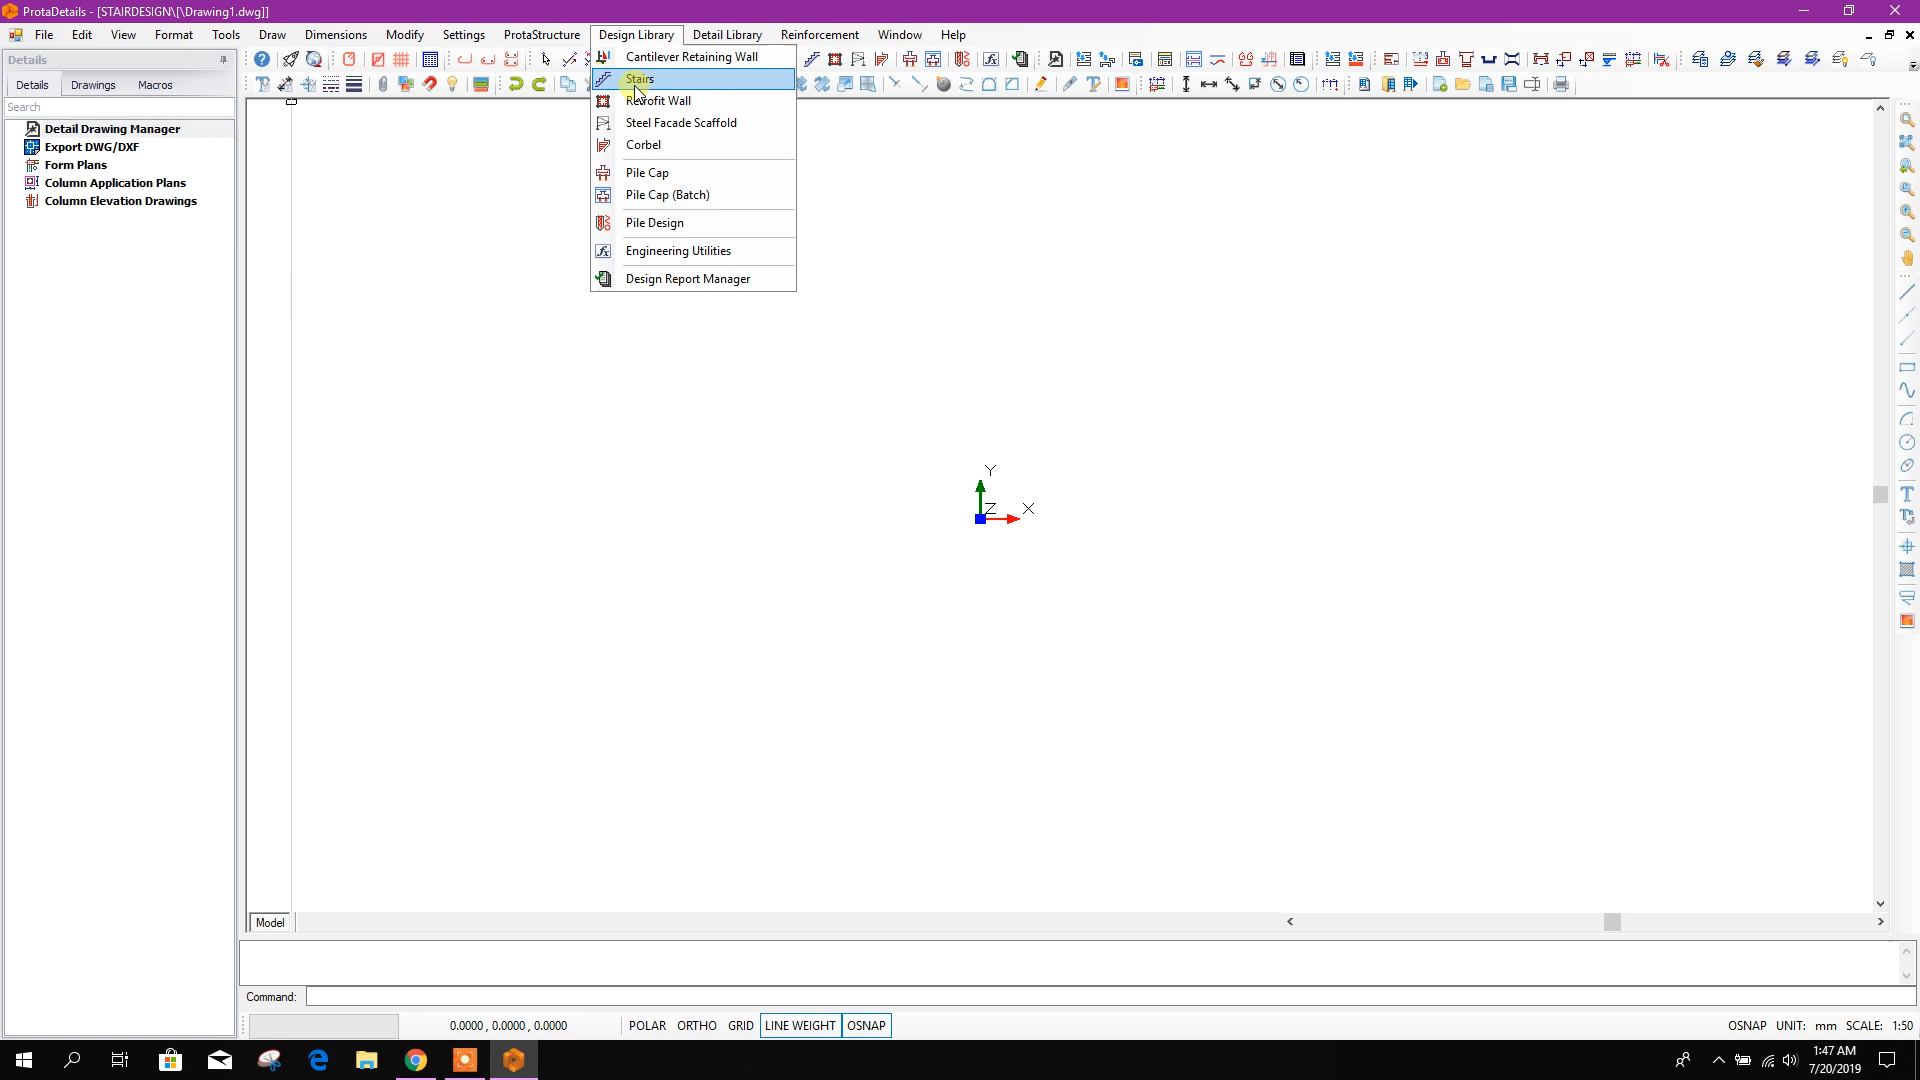 ProtaDetails - [STAIRDESIGN\[\Drawing1.dwg]]
File Edit View Format Tools Draw Dimensions Modify Settings ProtaStructure Design Library Detail Library Reinforcement Window Help
Details
Details Drawings Macros
Search
Detail Drawing Manager
Export DWG/DXF
Form Plans
Column Application Plans
Column Elevation Drawings
Cantilever Retaining Wall
Stairs
Retrofit Wall
Steel Facade Scaffold
Corbel
Pile Cap
Pile Cap (Batch)
Pile Design
Engineering Utilities
Design Report Manager
Y
Z X
Model
Command:
0.0000 , 0.0000 , 0.0000 POLAR ORTHO GRID LINE WEIGHT OSNAP OSNAP UNIT: mm SCALE: 1:50
1:47 AM
7/20/2019